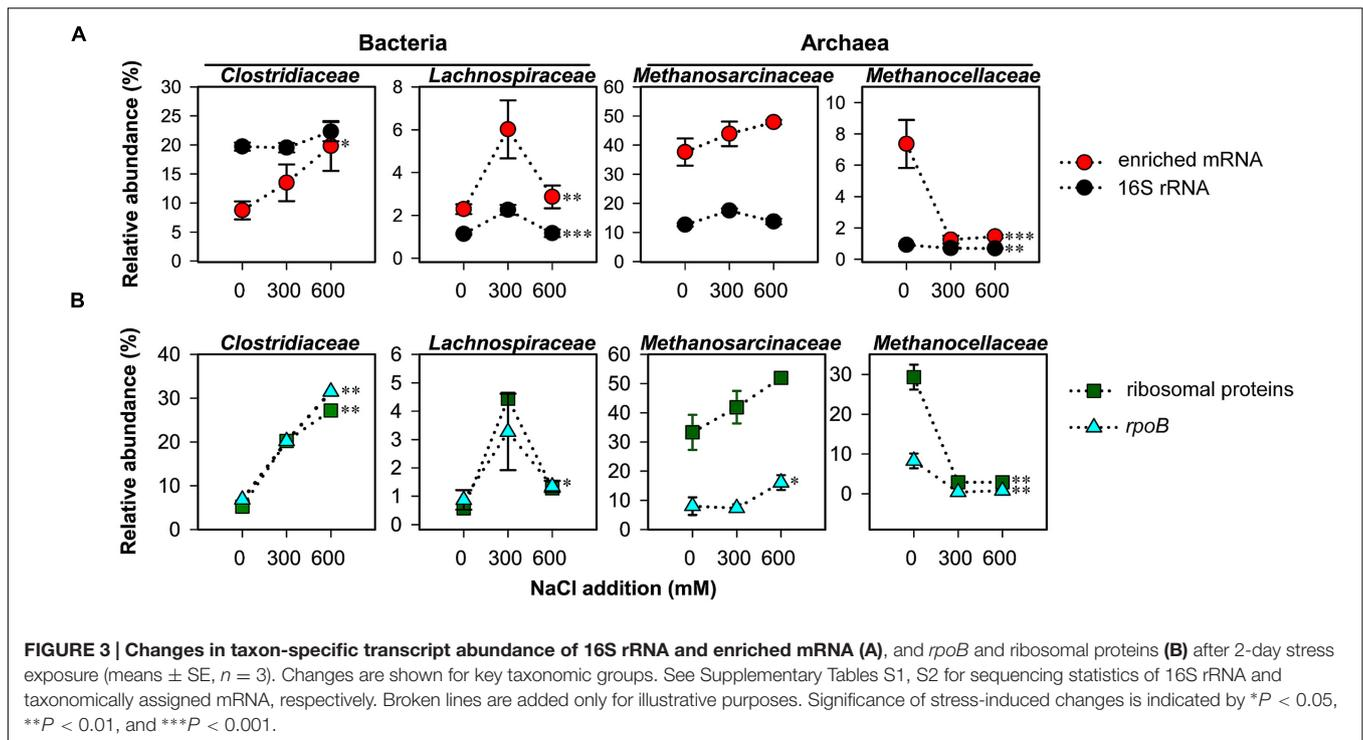 A
Bacteria Archaea
Clostridiaceae Lachnospiraceae Methanosarcinaceae Methanocellaceae
Relative abundance (%)
30 25 20 15 10 5 0
*
0 300 600
8 6 4 2 0
**
***
0 300 600
60 50 40 30 20 10 0
0 300 600
10 8 6 4 2 0
***
**
0 300 600
enriched mRNA
16S rRNA
B
Clostridiaceae Lachnospiraceae Methanosarcinaceae Methanocellaceae
Relative abundance (%)
40 30 20 10 0
**
**
0 300 600
6 5 4 3 2 1 0
*
0 300 600
60 50 40 30 20 10 0
*
0 300 600
30 20 10 0
**
**
0 300 600
ribosomal proteins
rpoB
NaCl addition (mM)
FIGURE 3 | Changes in taxon-specific transcript abundance of 16S rRNA and enriched mRNA (A), and rpoB and ribosomal proteins (B) after 2-day stress
exposure (means ± SE, n = 3). Changes are shown for key taxonomic groups. See Supplementary Tables S1, S2 for sequencing statistics of 16S rRNA and
taxonomically assigned mRNA, respectively. Broken lines are added only for illustrative purposes. Significance of stress-induced changes is indicated by *P < 0.05,
**P < 0.01, and ***P < 0.001.